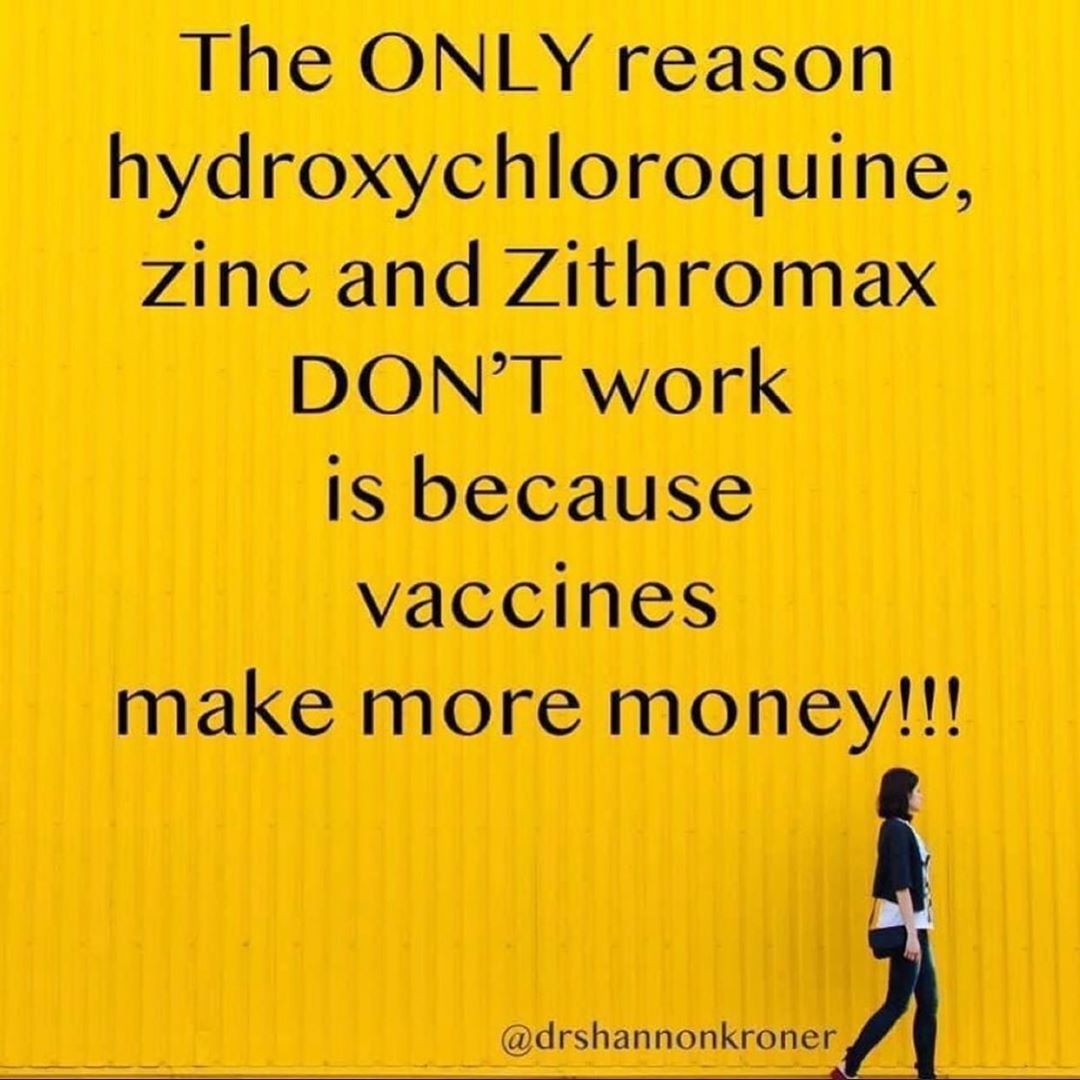 The ONLY reason
hydroxychloroquine,
zinc and Zithromax
DON’T work
is because
vaccines
make more money!!!
@drshannonkroner